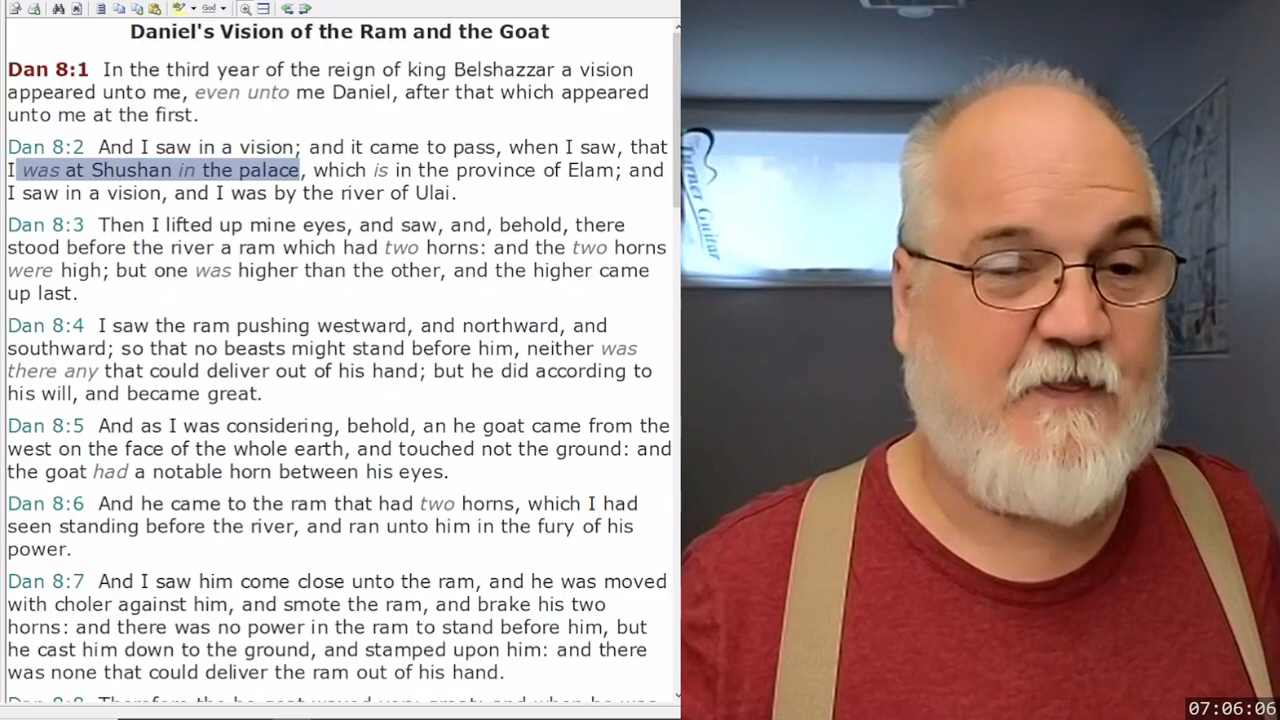 God
Daniel's Vision of the Ram and the Goat
Dan 8:1 In the third year of the reign of king Belshazzar a vision
appeared unto me, even unto me Daniel, after that which appeared
unto me at the first.
Dan 8:2 And I saw in a vision; and it came to pass, when I saw, that
I was at Shushan in the palace, which is in the province of Elam; and
I saw in a vision, and I was by the river of Ulai.
Dan 8:3 Then I lifted up mine eyes, and saw, and, behold, there
stood before the river a ram which had two horns: and the two horns
were high; but one was higher than the other, and the higher came
up last.
Dan 8:4 I saw the ram pushing westward, and northward, and
southward; so that no beasts might stand before him, neither was
there any that could deliver out of his hand; but he did according to
his will, and became great.
Dan 8:5 And as I was considering, behold, an he goat came from the
west on the face of the whole earth, and touched not the ground: and
the goat had a notable horn between his eyes.
Dan 8:6 And he came to the ram that had two horns, which I had
seen standing before the river, and ran unto him in the fury of his
power.
Dan 8:7 And I saw him come close unto the ram, and he was moved
with choler against him, and smote the ram, and brake his two
horns: and there was no power in the ram to stand before him, but
he cast him down to the ground, and stamped upon him: and there
was none that could deliver the ram out of his hand.
Turner Guitar
07:06:06